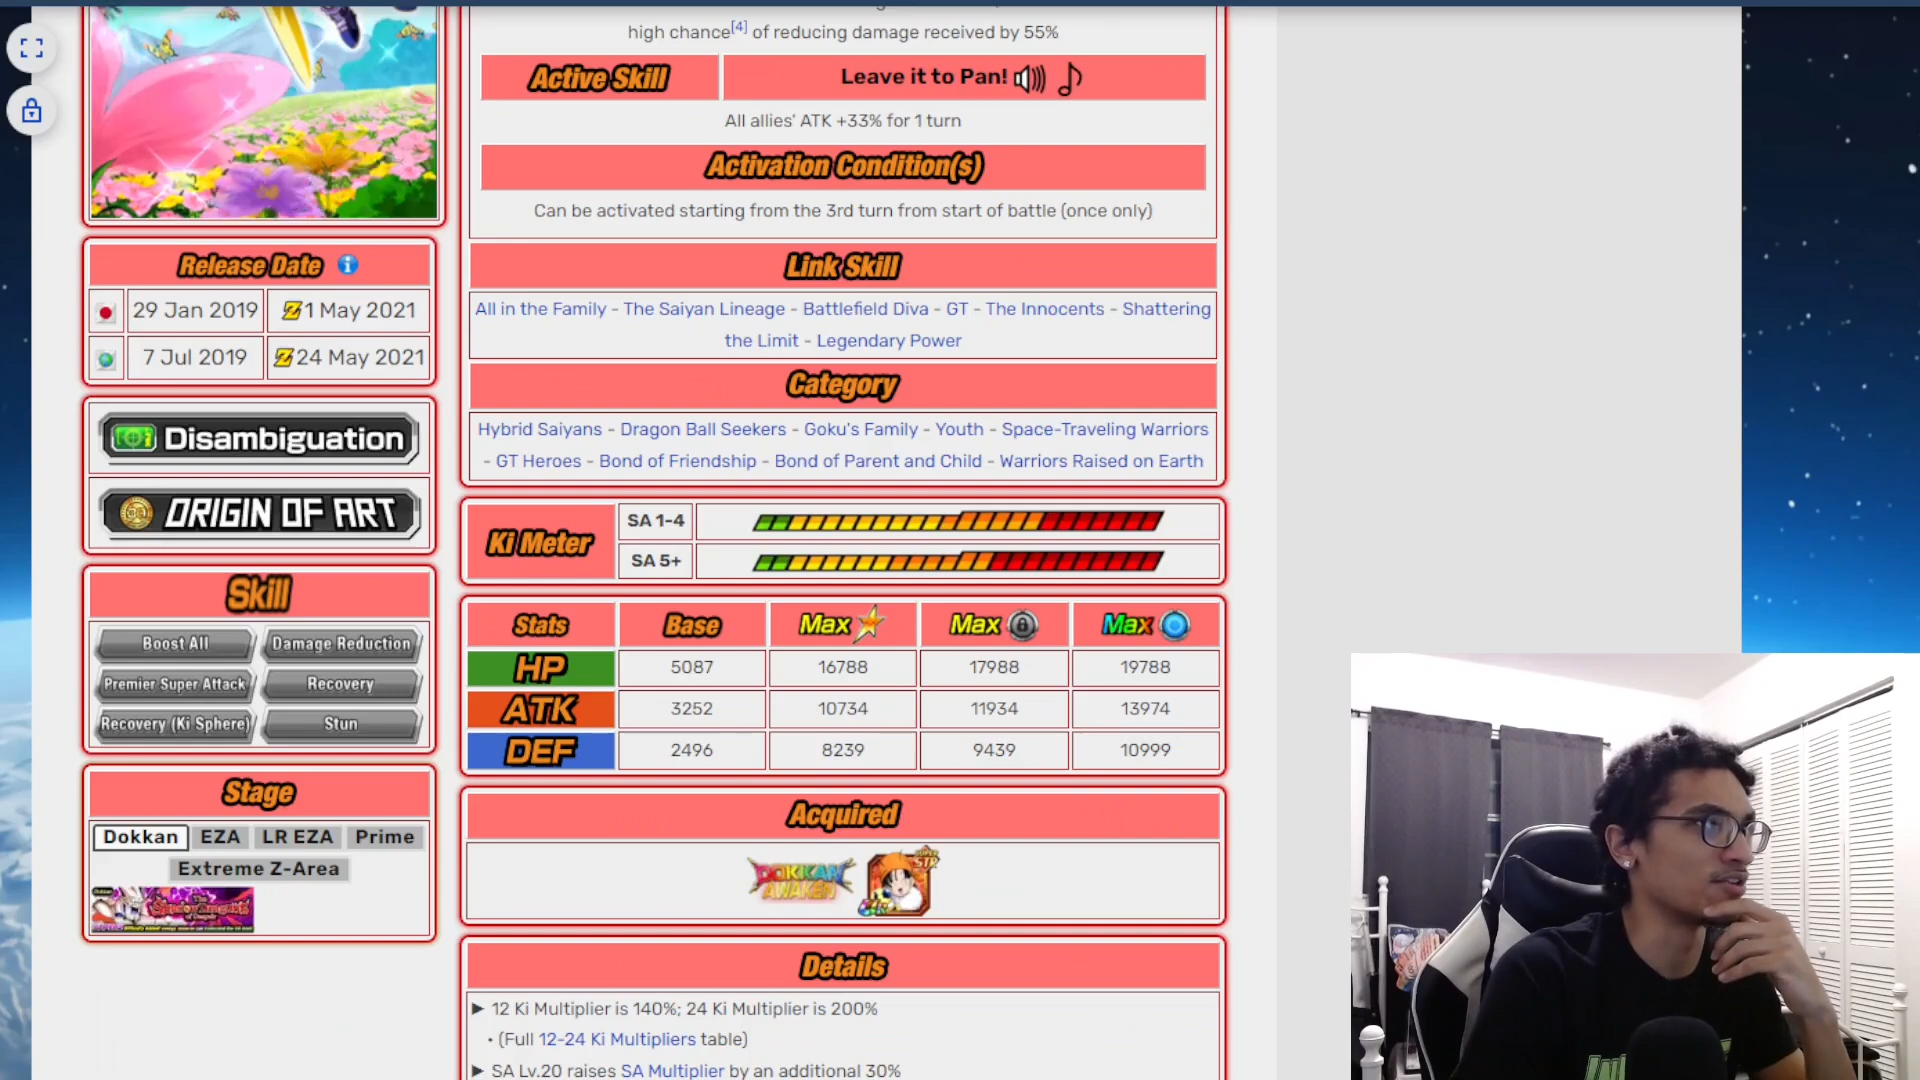 high chance[4] of reducing damage received by 55%
Active Skill
Leave it to Pan!
All allies' ATK +33% for 1 turn
Activation Condition(s)
Can be activated starting from the 3rd turn from start of battle (once only)
Link Skill
All in the Family - The Saiyan Lineage - Battlefield Diva - GT - The Innocents - Shattering
the Limit - Legendary Power
Category
Hybrid Saiyans - Dragon Ball Seekers - Goku's Family - Youth - Space-Traveling Warriors
- GT Heroes - Bond of Friendship - Bond of Parent and Child - Warriors Raised on Earth
Release Date
29 Jan 2019 1 May 2021
7 Jul 2019 24 May 2021
Disambiguation
ORIGIN OF ART
Skill
Boost All Damage Reduction
Premier Super Attack Recovery
Recovery (Ki Sphere) Stun
Stage
Dokkan EZA LR EZA Prime
Extreme Z-Area
Ki Meter
SA 1-4
SA 5+
Stats Base Max Max Max
HP 5087 16788 17988 19788
ATK 3252 10734 11934 13974
DEF 2496 8239 9439 10999
Acquired
DOKKAN
AWAKEN
SUPER
STR
Details
► 12 Ki Multiplier is 140%; 24 Ki Multiplier is 200%
• (Full 12-24 Ki Multipliers table)
► SA Lv.20 raises SA Multiplier by an additional 30%